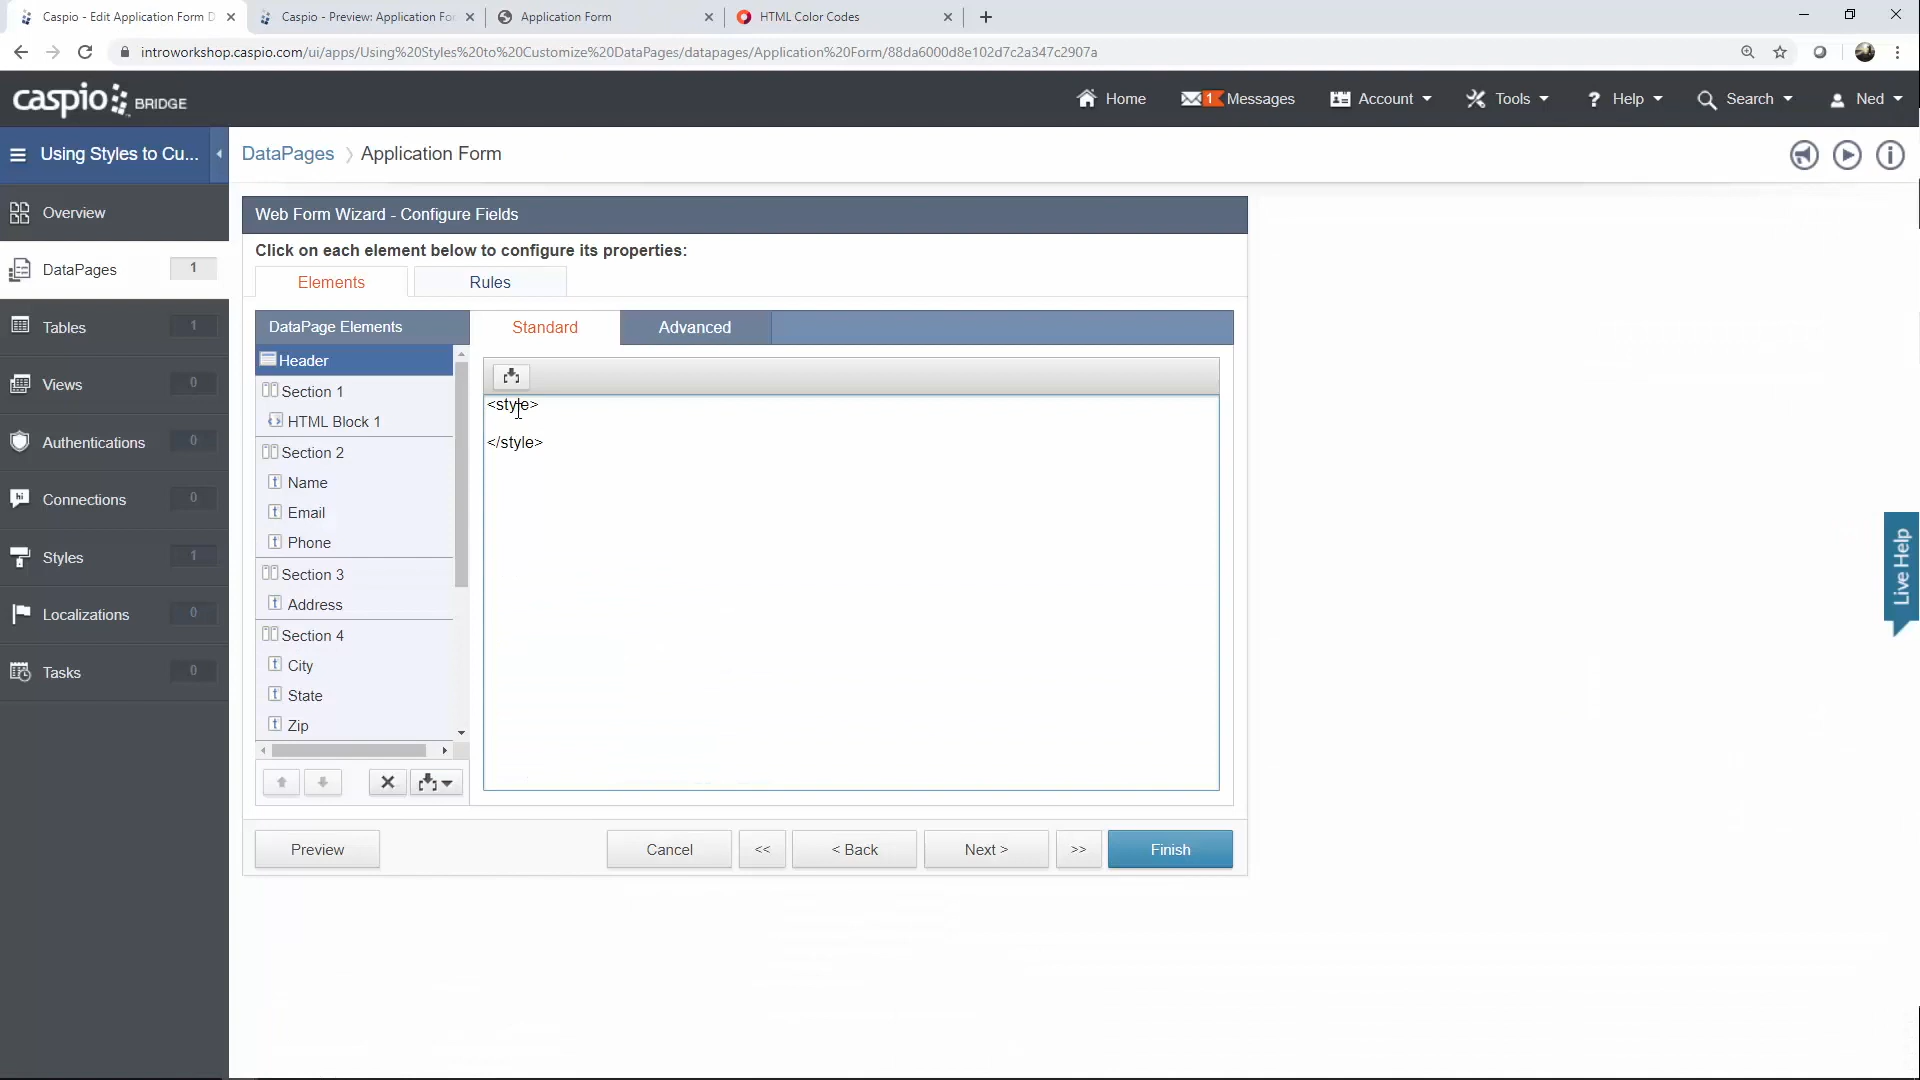 Caspio - Edit Application Form D
Caspio - Preview: Application Fo
Application Form
HTML Color Codes
introworkshop.caspio.com/ui/apps/Using%20Styles%20to%20Customize%20DataPages/datapages/Application%20Form/88da6000d8e102d7c2a347c2907a
caspio BRIDGE
Home
1 Messages
Account
Tools
? Help
Search
Ned
Using Styles to Cu...
DataPages > Application Form
Overview
DataPages 1
Tables 1
Views 0
Authentications 0
Connections 0
Styles 1
Localizations 0
Tasks 0
Web Form Wizard - Configure Fields
Click on each element below to configure its properties:
Elements
Rules
DataPage Elements
Standard
Advanced
Header
Section 1
HTML Block 1
Section 2
Name
Email
Phone
Section 3
Address
Section 4
City
State
Zip
<style>
</style>
Preview
Cancel
<<
< Back
Next >
>>
Finish
Live Help